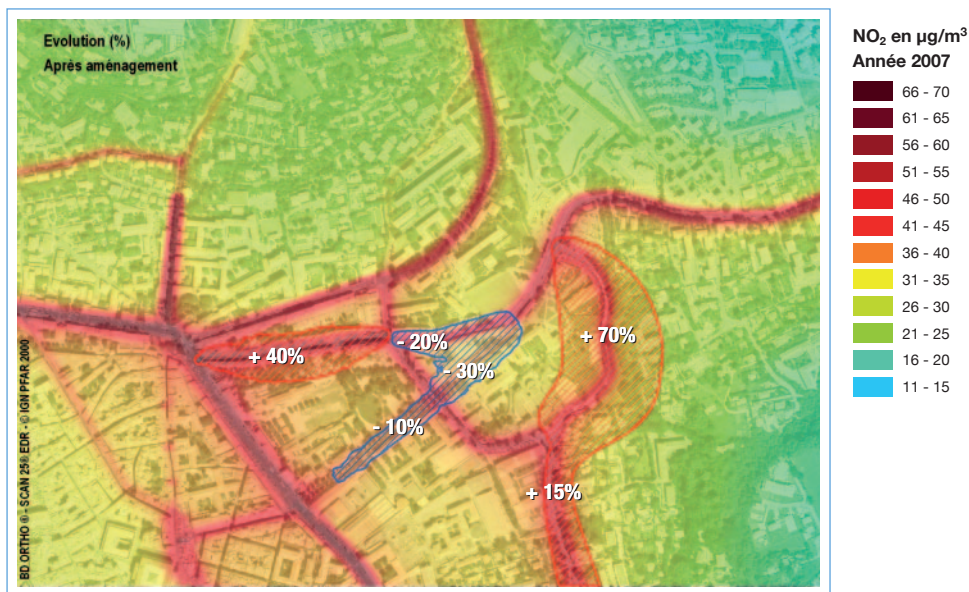 Evolution (%)
Après aménagement
+ 40%
- 20%
- 30%
- 10%
+ 70%
+ 15%
BD ORTHO ® - SCAN 25® EDR - © IGN PFAR 2000
NO₂ en µg/m³
Année 2007
66 - 70
61 - 65
56 - 60
51 - 55
46 - 50
41 - 45
36 - 40
31 - 35
26 - 30
21 - 25
16 - 20
11 - 15